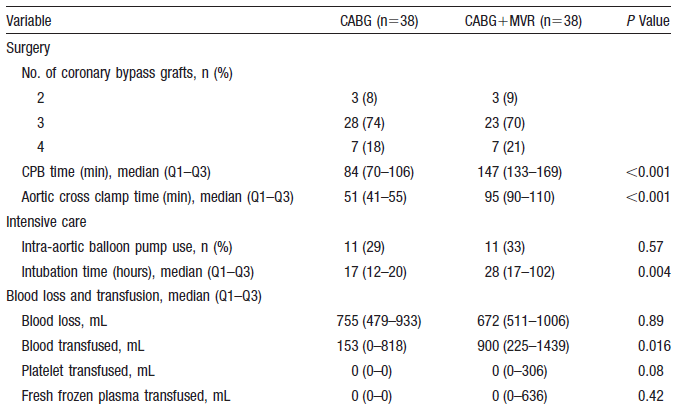 Variable CABG (n=38) CABG+MVR (n=38) P Value
Surgery
No. of coronary bypass grafts, n (%)
2 3 (8) 3 (9)
3 28 (74) 23 (70)
4 7 (18) 7 (21)
CPB time (min), median (Q1–Q3) 84 (70–106) 147 (133–169) <0.001
Aortic cross clamp time (min), median (Q1–Q3) 51 (41–55) 95 (90–110) <0.001
Intensive care
Intra-aortic balloon pump use, n (%) 11 (29) 11 (33) 0.57
Intubation time (hours), median (Q1–Q3) 17 (12–20) 28 (17–102) 0.004
Blood loss and transfusion, median (Q1–Q3)
Blood loss, mL 755 (479–933) 672 (511–1006) 0.89
Blood transfused, mL 153 (0–818) 900 (225–1439) 0.016
Platelet transfused, mL 0 (0–0) 0 (0–306) 0.08
Fresh frozen plasma transfused, mL 0 (0–0) 0 (0–636) 0.42